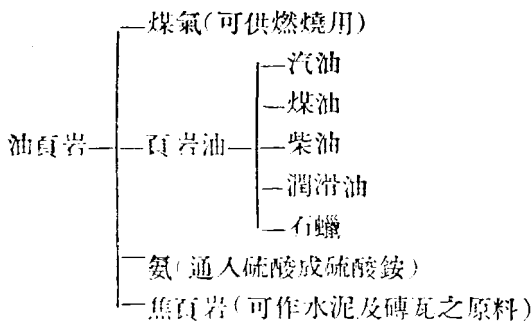 煤氣(可供燃燒用)
汽油
煤油
油頁岩
頁岩油
柴油
潤滑油
石蠟
氨(通入硫酸成硫酸銨)
焦頁岩(可作水泥及磚瓦之原料)